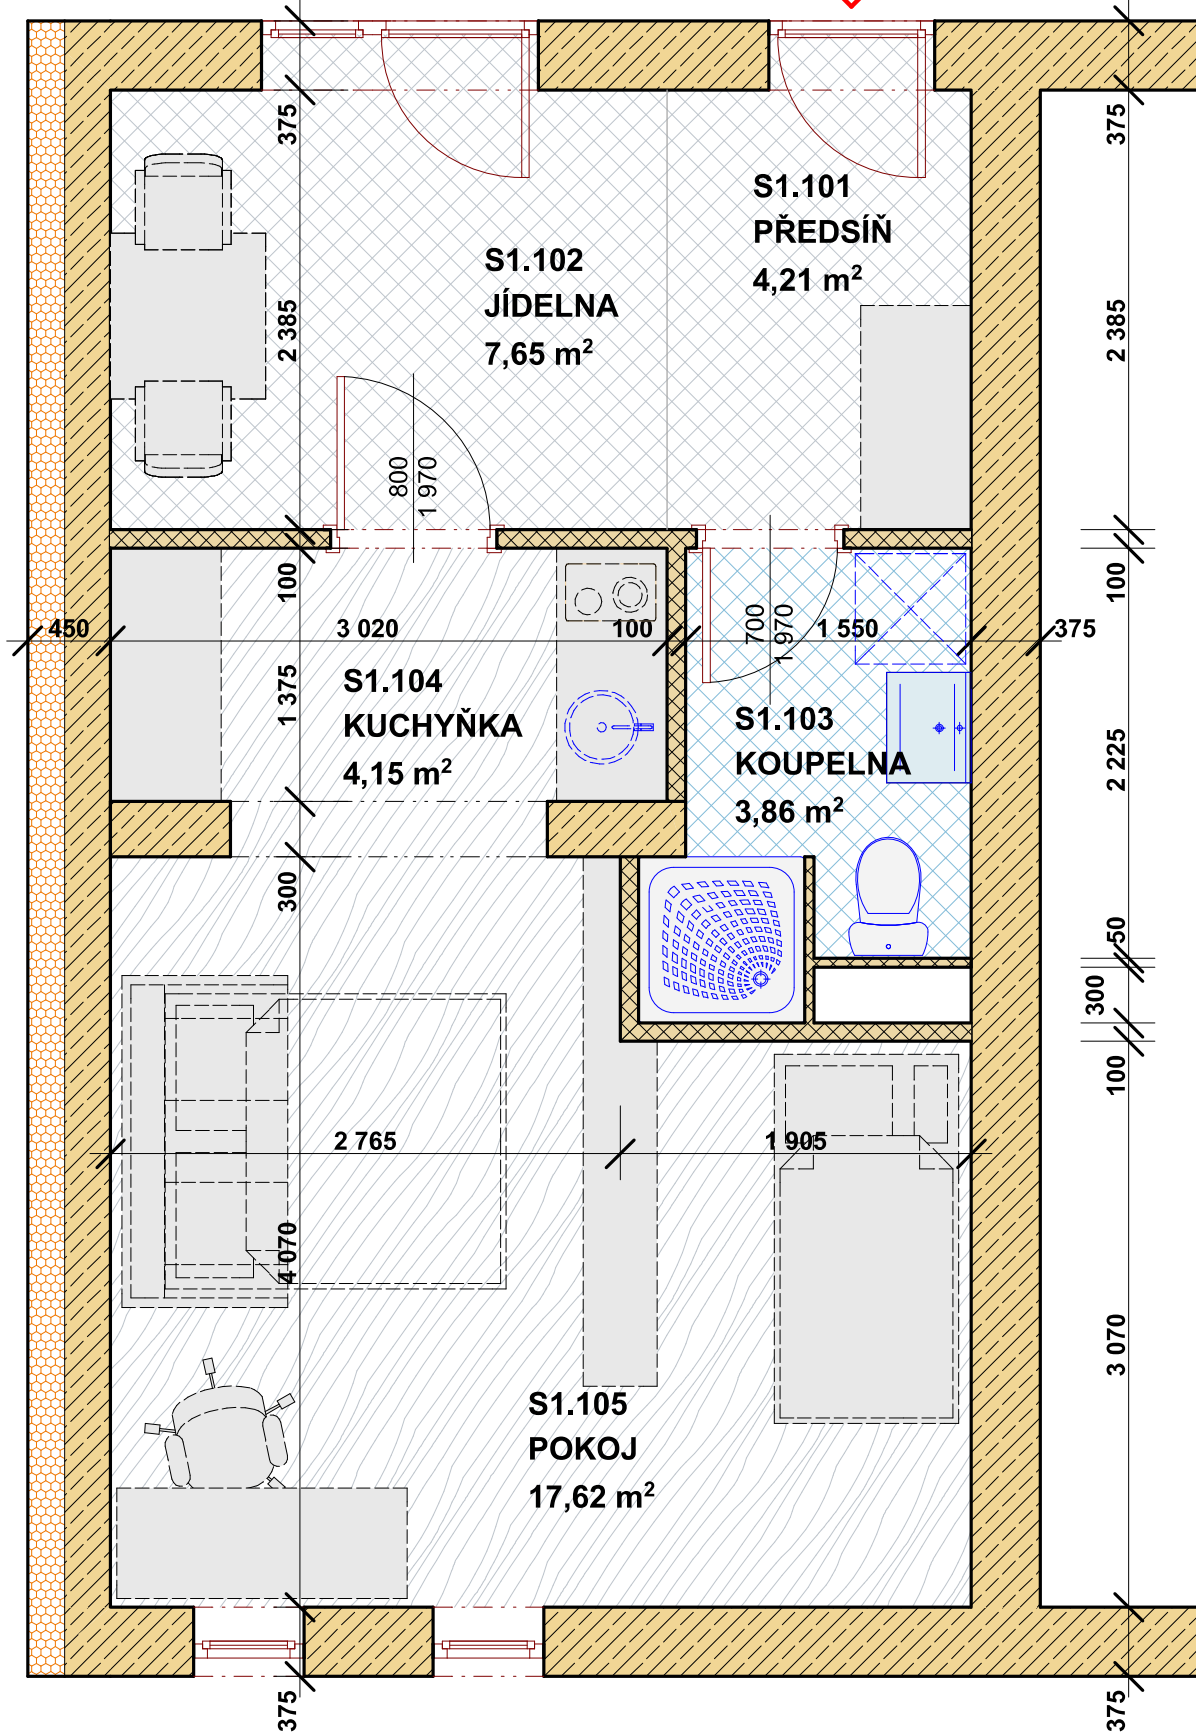 375
375
S1.101
PŘEDSÍŇ
4,21 m²
S1.102
JÍDELNA
7,65 m²
2 385
2 385
800
1 970
100
100
450
3 020
100
700
1 970
1 550
375
1 375
S1.104
KUCHYŇKA
4,15 m²
S1.103
KOUPELNA
3,86 m²
2 225
300
50
300
100
2 765
1 905
4 070
3 070
S1.105
POKOJ
17,62 m²
375
375